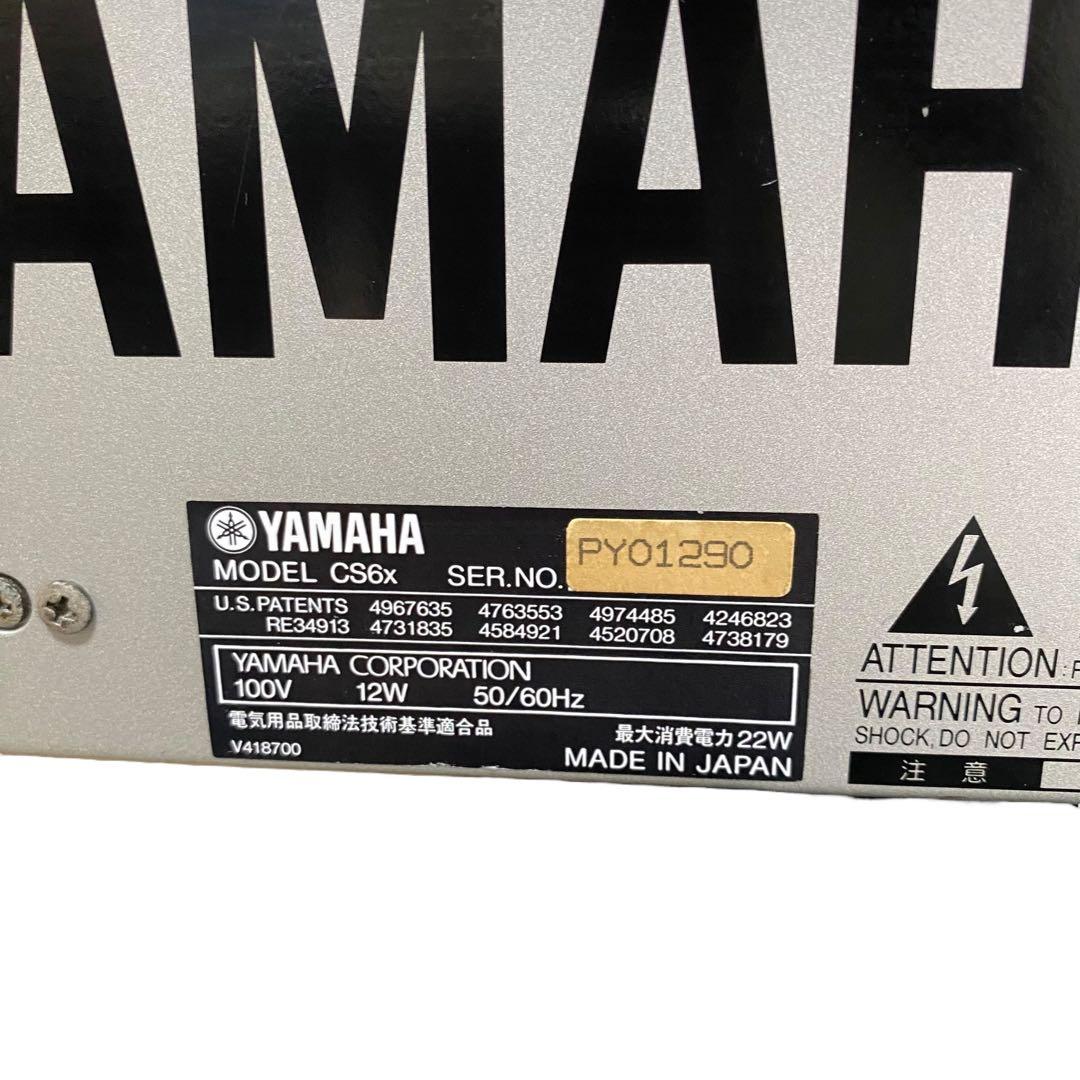 YAMAH
YAMAHA
MODEL CS6x SER.NO. PY01290
U.S.PATENTS 4967635 4763553 4974485 4246823
RE34913 4731835 4584921 4520708 4738179
YAMAHA CORPORATION
100V 12W 50/60Hz
電気用品取締法技術基準適合品 最大消費電力22W
V418700 MADE IN JAPAN
ATTENTION:
WARNING TO
SHOCK, DO NOT
注 意